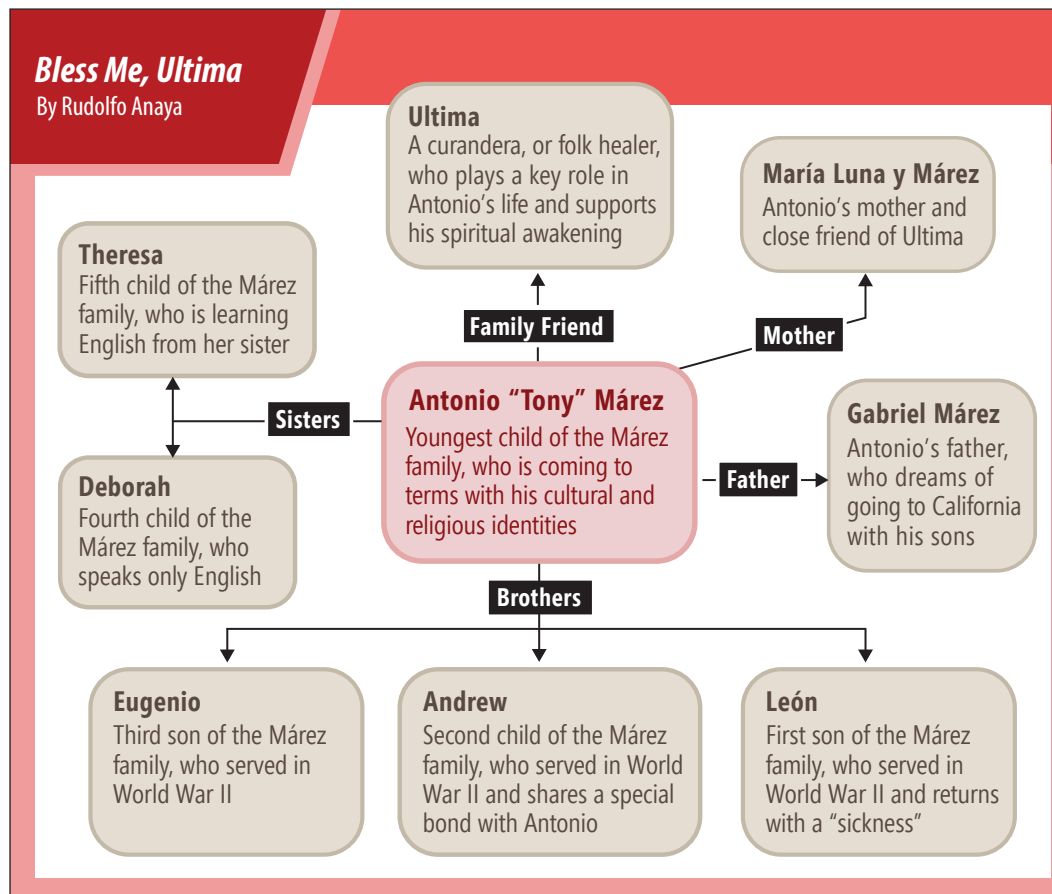 Bless Me, Ultima
By Rudolfo Anaya
Ultima
A curandera, or folk healer,
who plays a key role in
Antonio's life and supports
his spiritual awakening
María Luna y Márez
Antonio's mother and
close friend of Ultima
Theresa
Fifth child of the Márez
family, who is learning
English from her sister
Family Friend
Mother
Sisters
Antonio “Tony” Márez
Youngest child of the Márez
family, who is coming to
terms with his cultural and
religious identities
Father
Gabriel Márez
Antonio's father,
who dreams of
going to California
with his sons
Deborah
Fourth child of the
Márez family, who
speaks only English
Brothers
Eugenio
Third son of the Márez
family, who served in
World War II
Andrew
Second child of the Márez
family, who served in World
War II and shares a special
bond with Antonio
León
First son of the Márez
family, who served in
World War II and returns
with a “sickness”